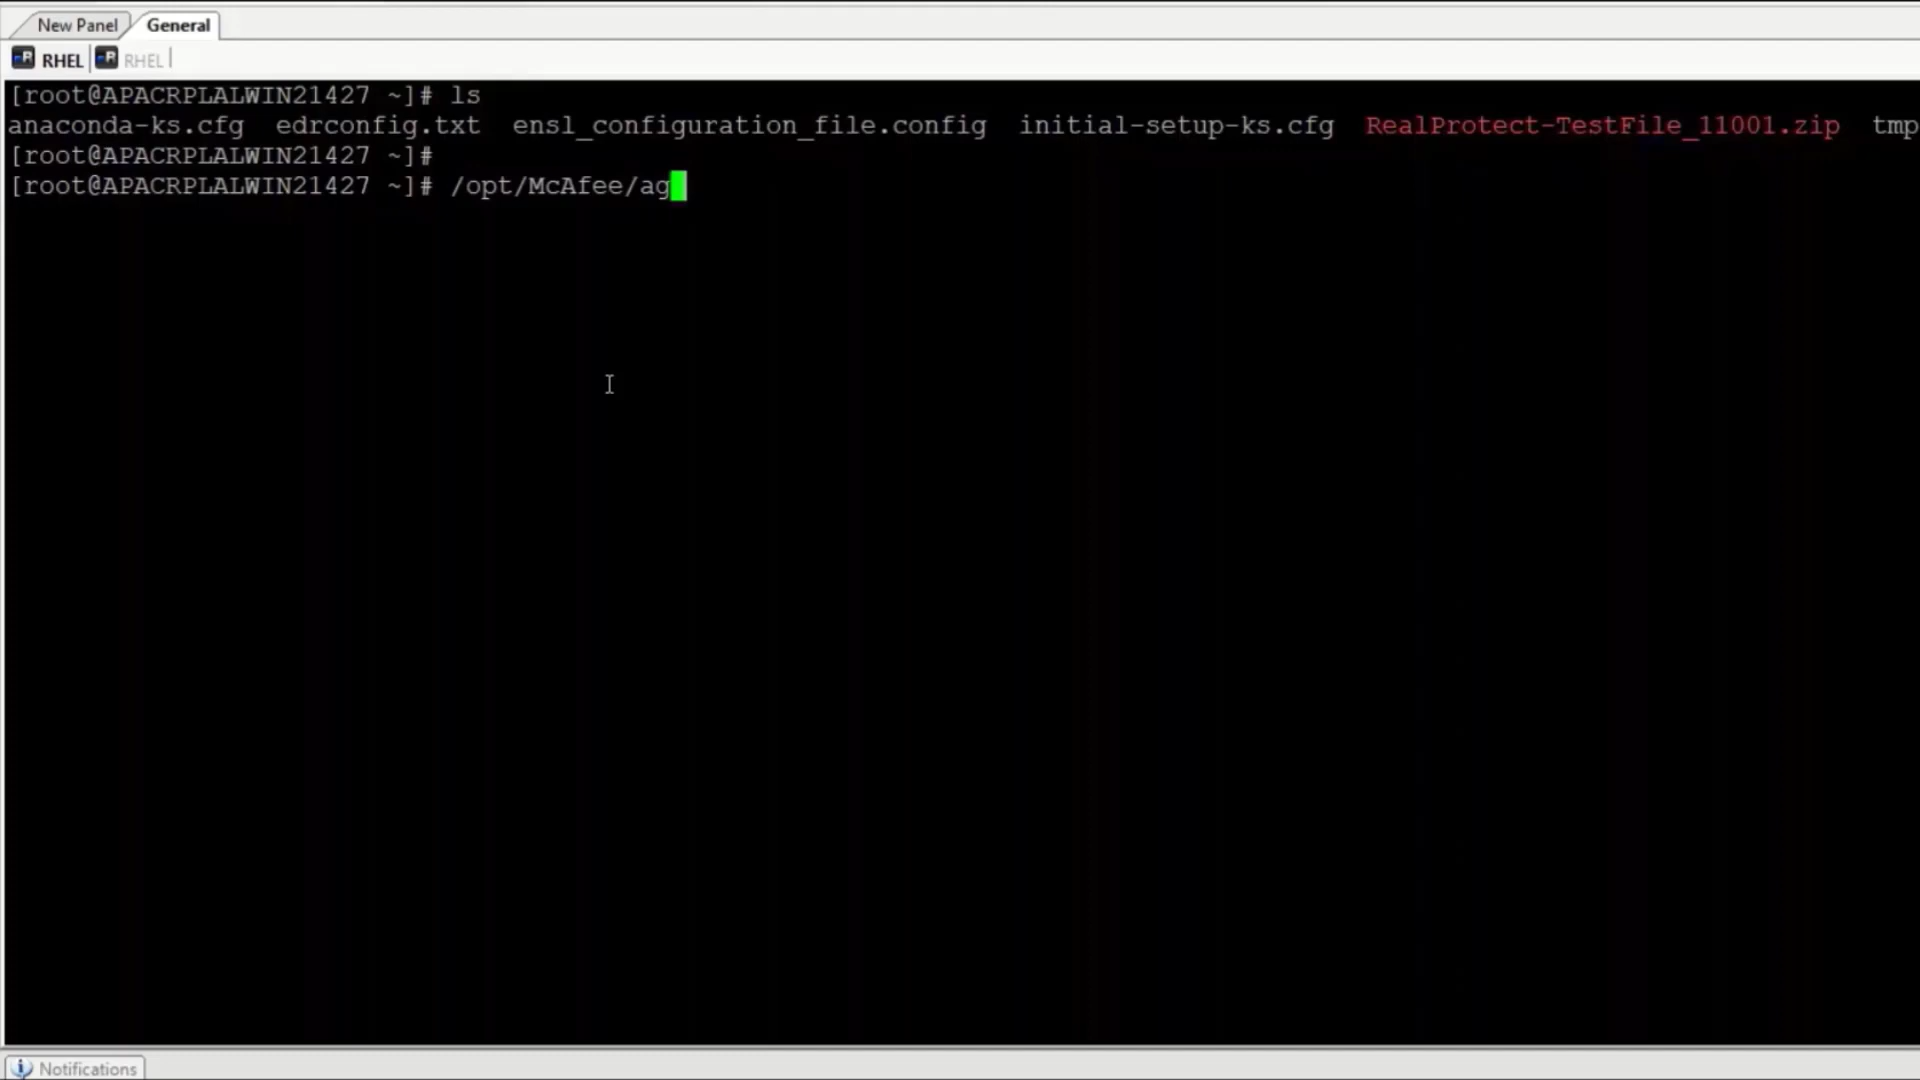 New Panel General
RHEL RHEL
[root@APACRPLALWIN21427 ~]# ls
anaconda-ks.cfg edrconfig.txt ensl_configuration_file.config initial-setup-ks.cfg RealProtect-TestFile_11001.zip tmp
[root@APACRPLALWIN21427 ~]#
[root@APACRPLALWIN21427 ~]# /opt/McAfee/ag
Notifications